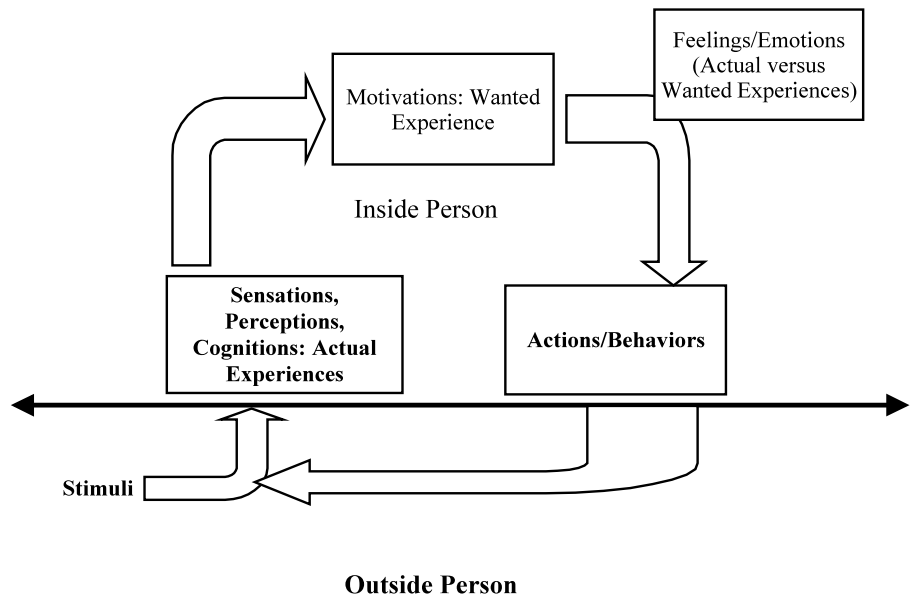 Feelings/Emotions
(Actual versus
Wanted Experiences)
Motivations: Wanted
Experience
Inside Person
Sensations,
Perceptions,
Cognitions: Actual
Experiences
Actions/Behaviors
Stimuli
Outside Person